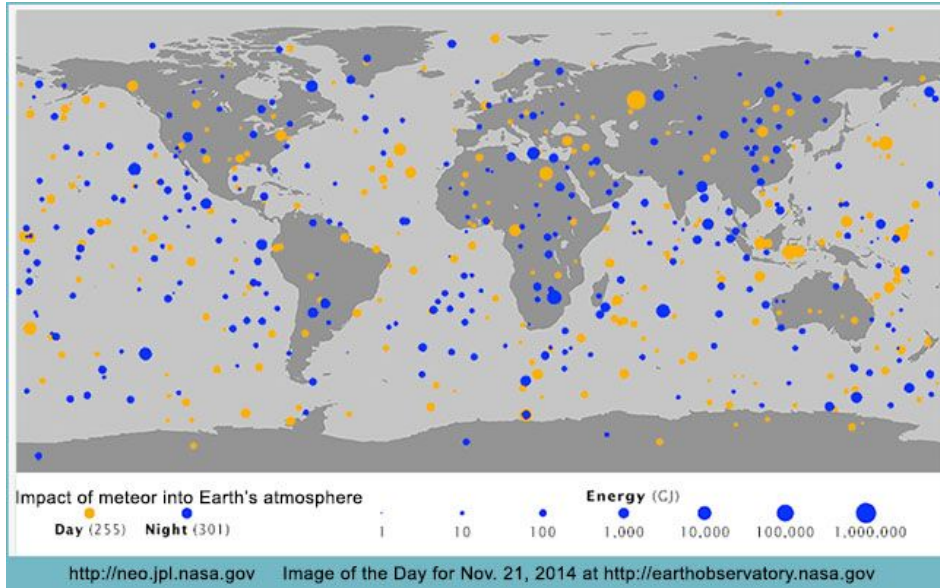 Impact of meteor into Earth's atmosphere
Energy (GJ)
Day (255) Night (301) 1 10 100 1,000 10,000 100,000 1,000,000
http://neo.jpl.nasa.gov Image of the Day for Nov. 21, 2014 at http://earthobservatory.nasa.gov